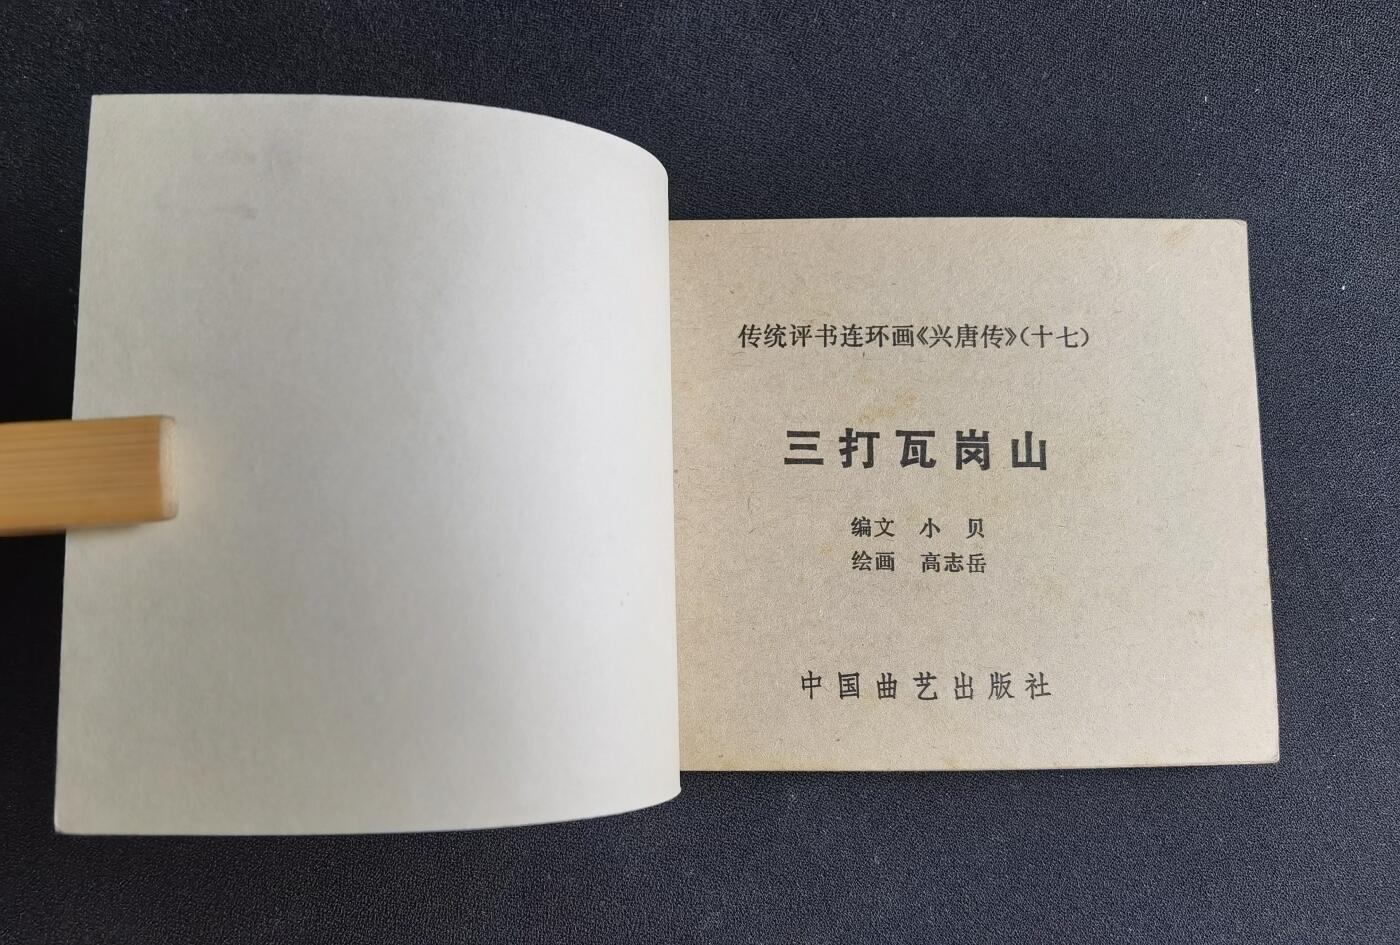 传统评书连环画《兴唐传》(十七)
三打瓦岗山
编文 小 贝
绘画 高志岳
中国曲艺出版社